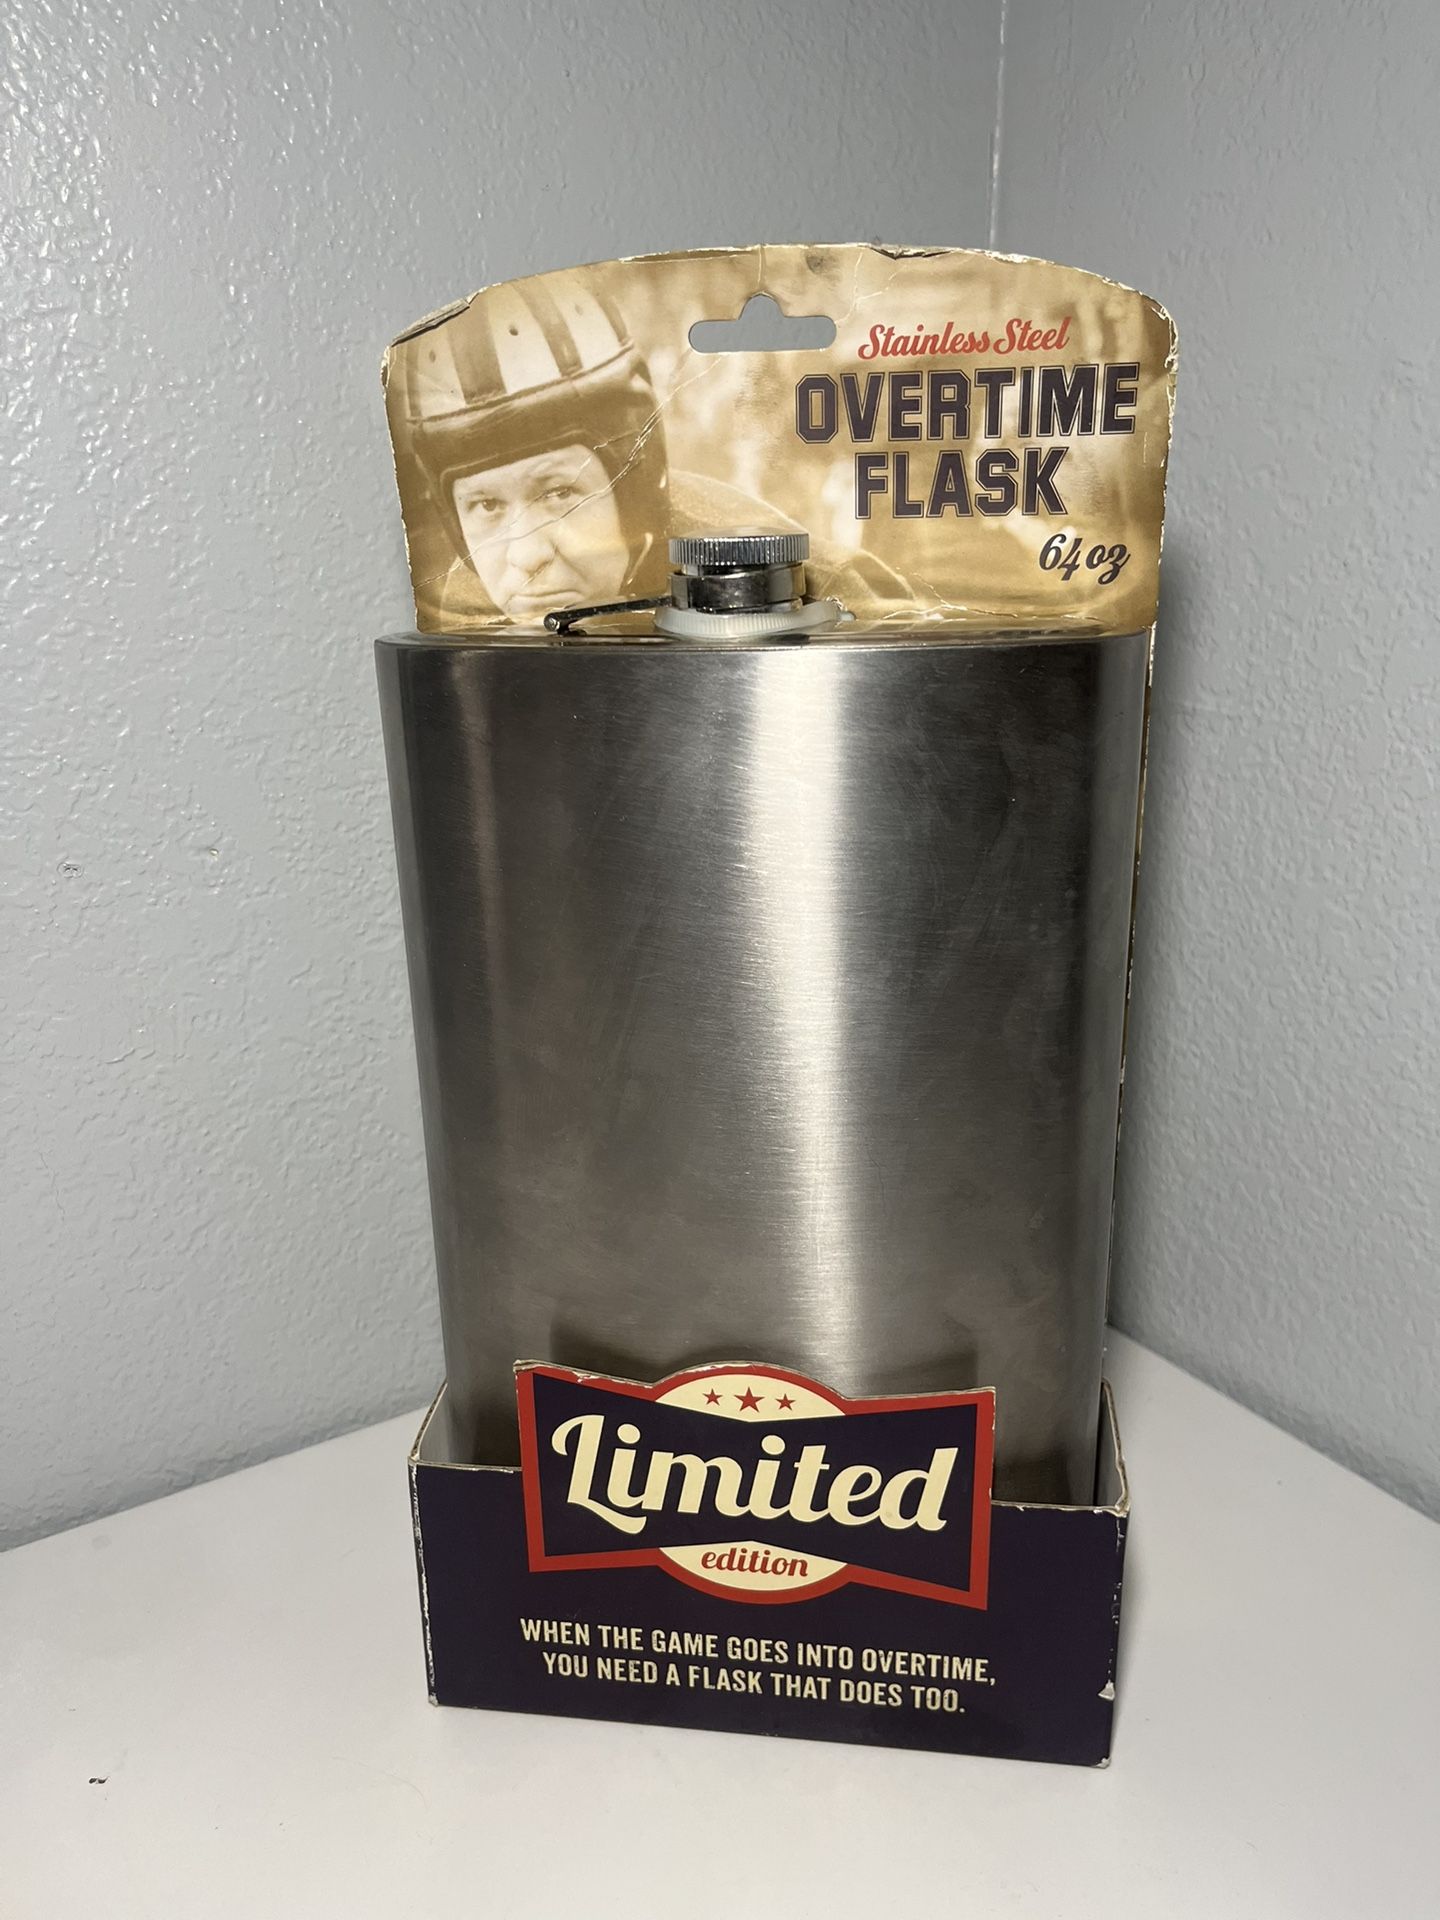 Stainless Steel
OVERTIME
FLASK
64 oz
Limited
edition
WHEN THE GAME GOES INTO OVERTIME,
YOU NEED A FLASK THAT DOES TOO.